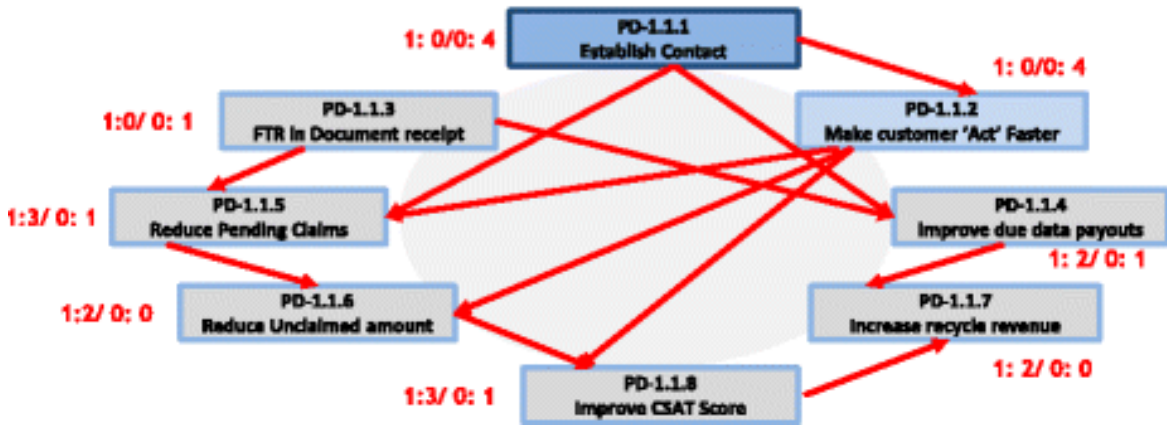 PD-1.1.1
Establish Contact
1: 0/0: 4
1: 0/0: 4
PD-1.1.3
FTR in Document receipt
1:0/ 0: 1
PD-1.1.2
Make customer 'Act' Faster
PD-1.1.5
Reduce Pending Claims
1:3/ 0: 1
PD-1.1.4
Improve due data payouts
1: 2/ 0: 1
PD-1.1.6
Reduce Unclaimed amount
1:2/ 0: 0
PD-1.1.7
Increase recycle revenue
1: 2/ 0: 0
PD-1.1.8
Improve CSAT Score
1:3/ 0: 1